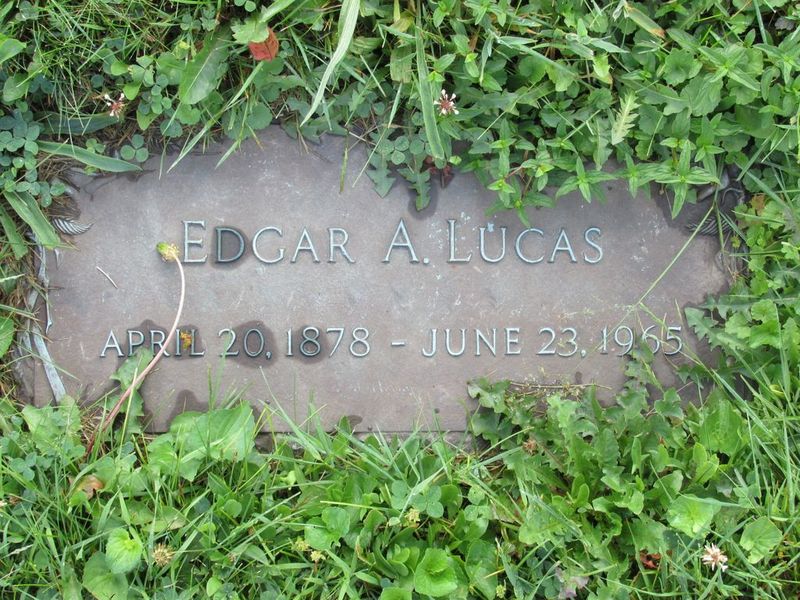 EDGAR A. LUCAS
APRIL 20, 1878 - JUNE 23, 1965